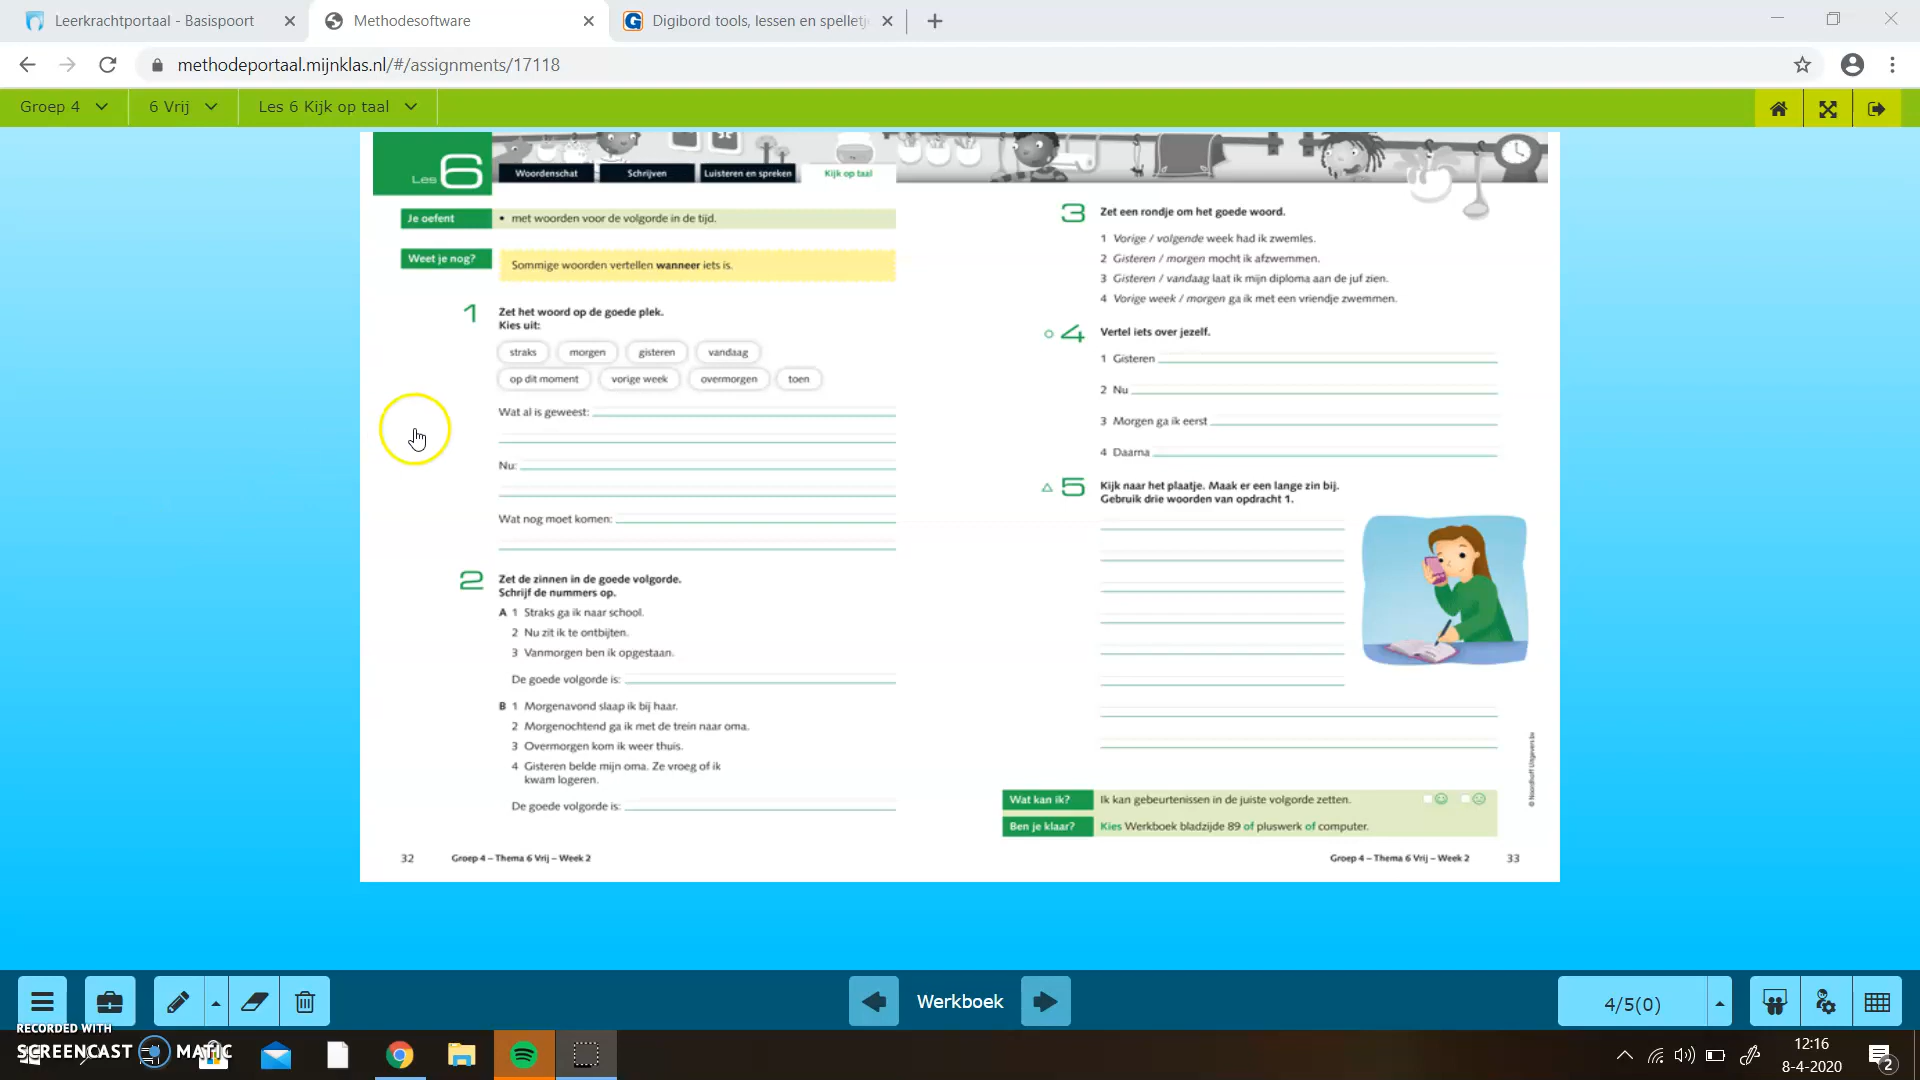 Leerkrachtportaal - Basispoort
Methodesoftware
Digibord tools, lessen en spelletj
methodeportaal.mijnklas.nl/#/assignments/17118
Groep 4
6 Vrij
Les 6 Kijk op taal
Les 6
Woordenschat
Schrijven
Luisteren en spreken
Kijk op taal
Je oefent
• met woorden voor de volgorde in de tijd.
Weet je nog?
Sommige woorden vertellen wanneer iets is.
1
Zet het woord op de goede plek.
Kies uit:
straks morgen gisteren vandaag
op dit moment vorige week overmorgen toen
Wat al is geweest:
Nu:
Wat nog moet komen:
2
Zet de zinnen in de goede volgorde.
Schrijf de nummers op.
A 1 Straks ga ik naar school.
2 Nu zit ik te ontbijten.
3 Vanmorgen ben ik opgestaan.
De goede volgorde is:
B 1 Morgenavond slaap ik bij haar.
2 Morgenochtend ga ik met de trein naar oma.
3 Overmorgen kom ik weer thuis.
4 Gisteren belde mijn oma. Ze vroeg of ik
kwam logeren.
De goede volgorde is:
32
Groep 4 – Thema 6 Vrij – Week 2
3
Zet een rondje om het goede woord.
1 Vorige / volgende week had ik zwemles.
2 Gisteren / morgen mocht ik afzwemmen.
3 Gisteren / vandaag laat ik mijn diploma aan de juf zien.
4 Vorige week / morgen ga ik met een vriendje zwemmen.
4
Vertel iets over jezelf.
1 Gisteren
2 Nu
3 Morgen ga ik eerst
4 Daarna
5
Kijk naar het plaatje. Maak er een lange zin bij.
Gebruik drie woorden van opdracht 1.
© Noordhoff Uitgevers bv
Wat kan ik?
Ik kan gebeurtenissen in de juiste volgorde zetten.
Ben je klaar?
Kies Werkboek bladzijde 89 of pluswerk of computer.
Groep 4 – Thema 6 Vrij – Week 2
33
Werkboek
4/5(0)
RECORDED WITH
SCREENCAST MATIC
12:16
8-4-2020
2